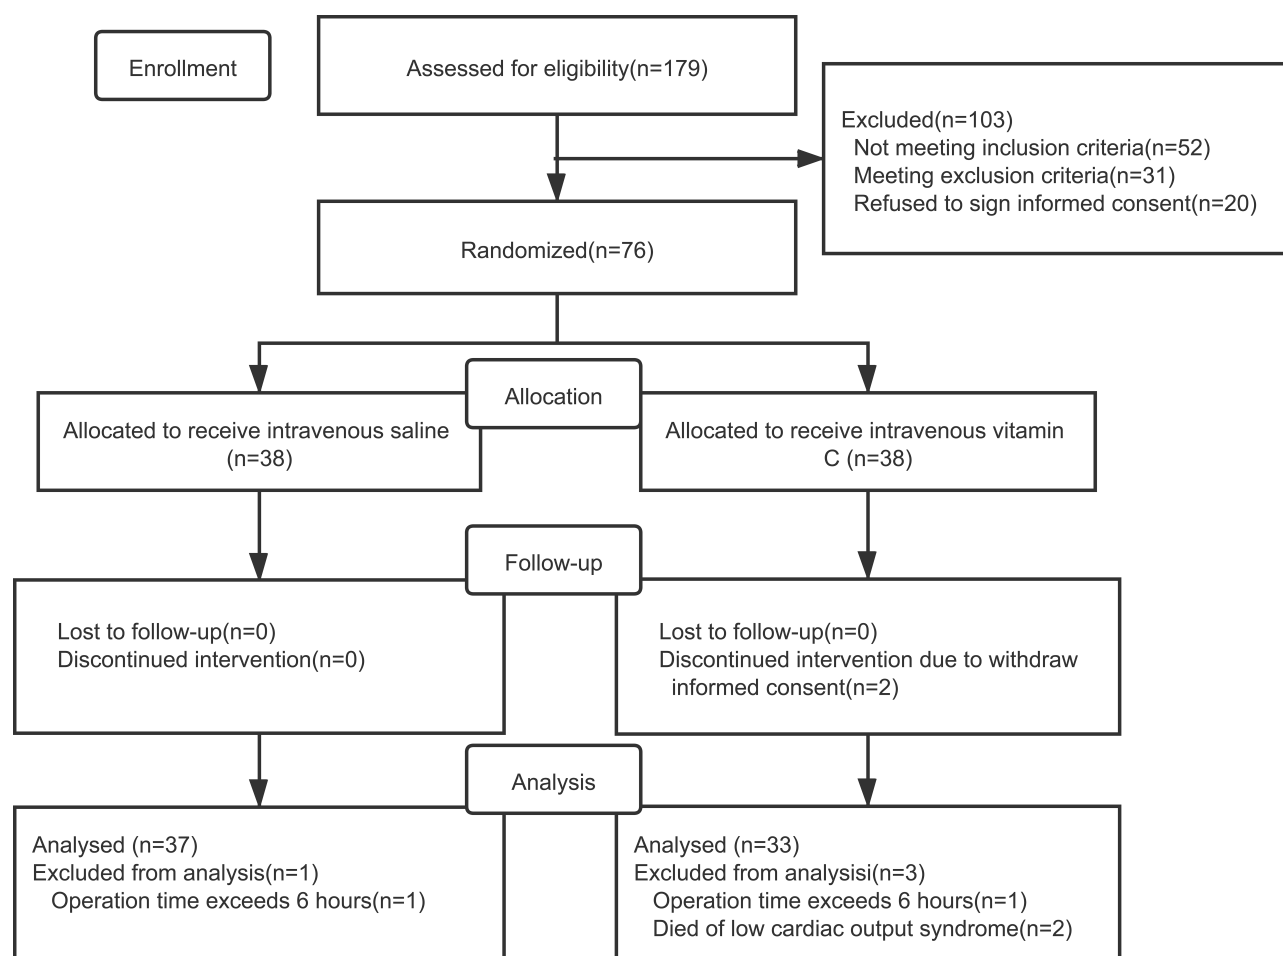 Enrollment
Assessed for eligibility(n=179)
Excluded(n=103)
Not meeting inclusion criteria(n=52)
Meeting exclusion criteria(n=31)
Refused to sign informed consent(n=20)
Randomized(n=76)
Allocation
Allocated to receive intravenous saline
(n=38)
Allocated to receive intravenous vitamin
C (n=38)
Follow-up
Lost to follow-up(n=0)
Discontinued intervention(n=0)
Lost to follow-up(n=0)
Discontinued intervention due to withdraw
informed consent(n=2)
Analysis
Analysed (n=37)
Excluded from analysis(n=1)
Operation time exceeds 6 hours(n=1)
Analysed (n=33)
Excluded from analysisi(n=3)
Operation time exceeds 6 hours(n=1)
Died of low cardiac output syndrome(n=2)